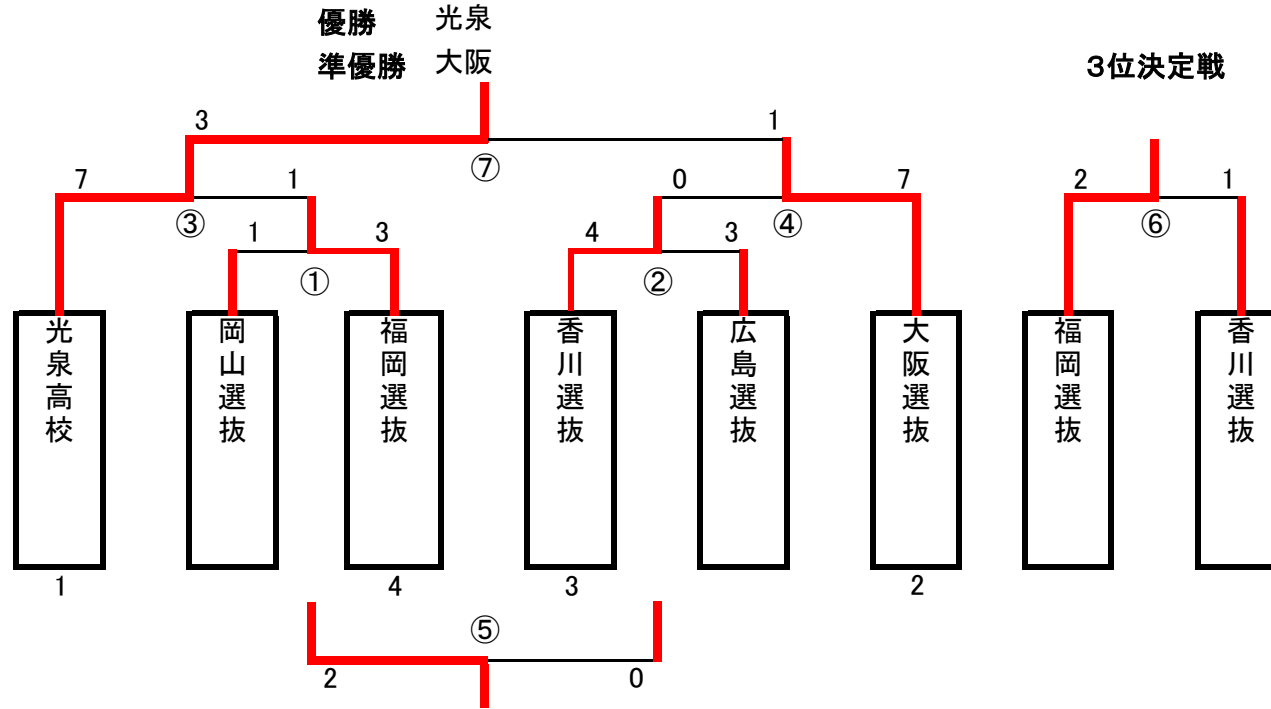 優勝 光泉
準優勝 大阪
3位決定戦
3 1
⑦
7 1 0 7 2 1
③ ④ ⑥
1 3 4 3
① ②
光泉高校
岡山選抜
福岡選抜
香川選抜
広島選抜
大阪選抜
福岡選抜
香川選抜
1 4 3 2
⑤
2 0